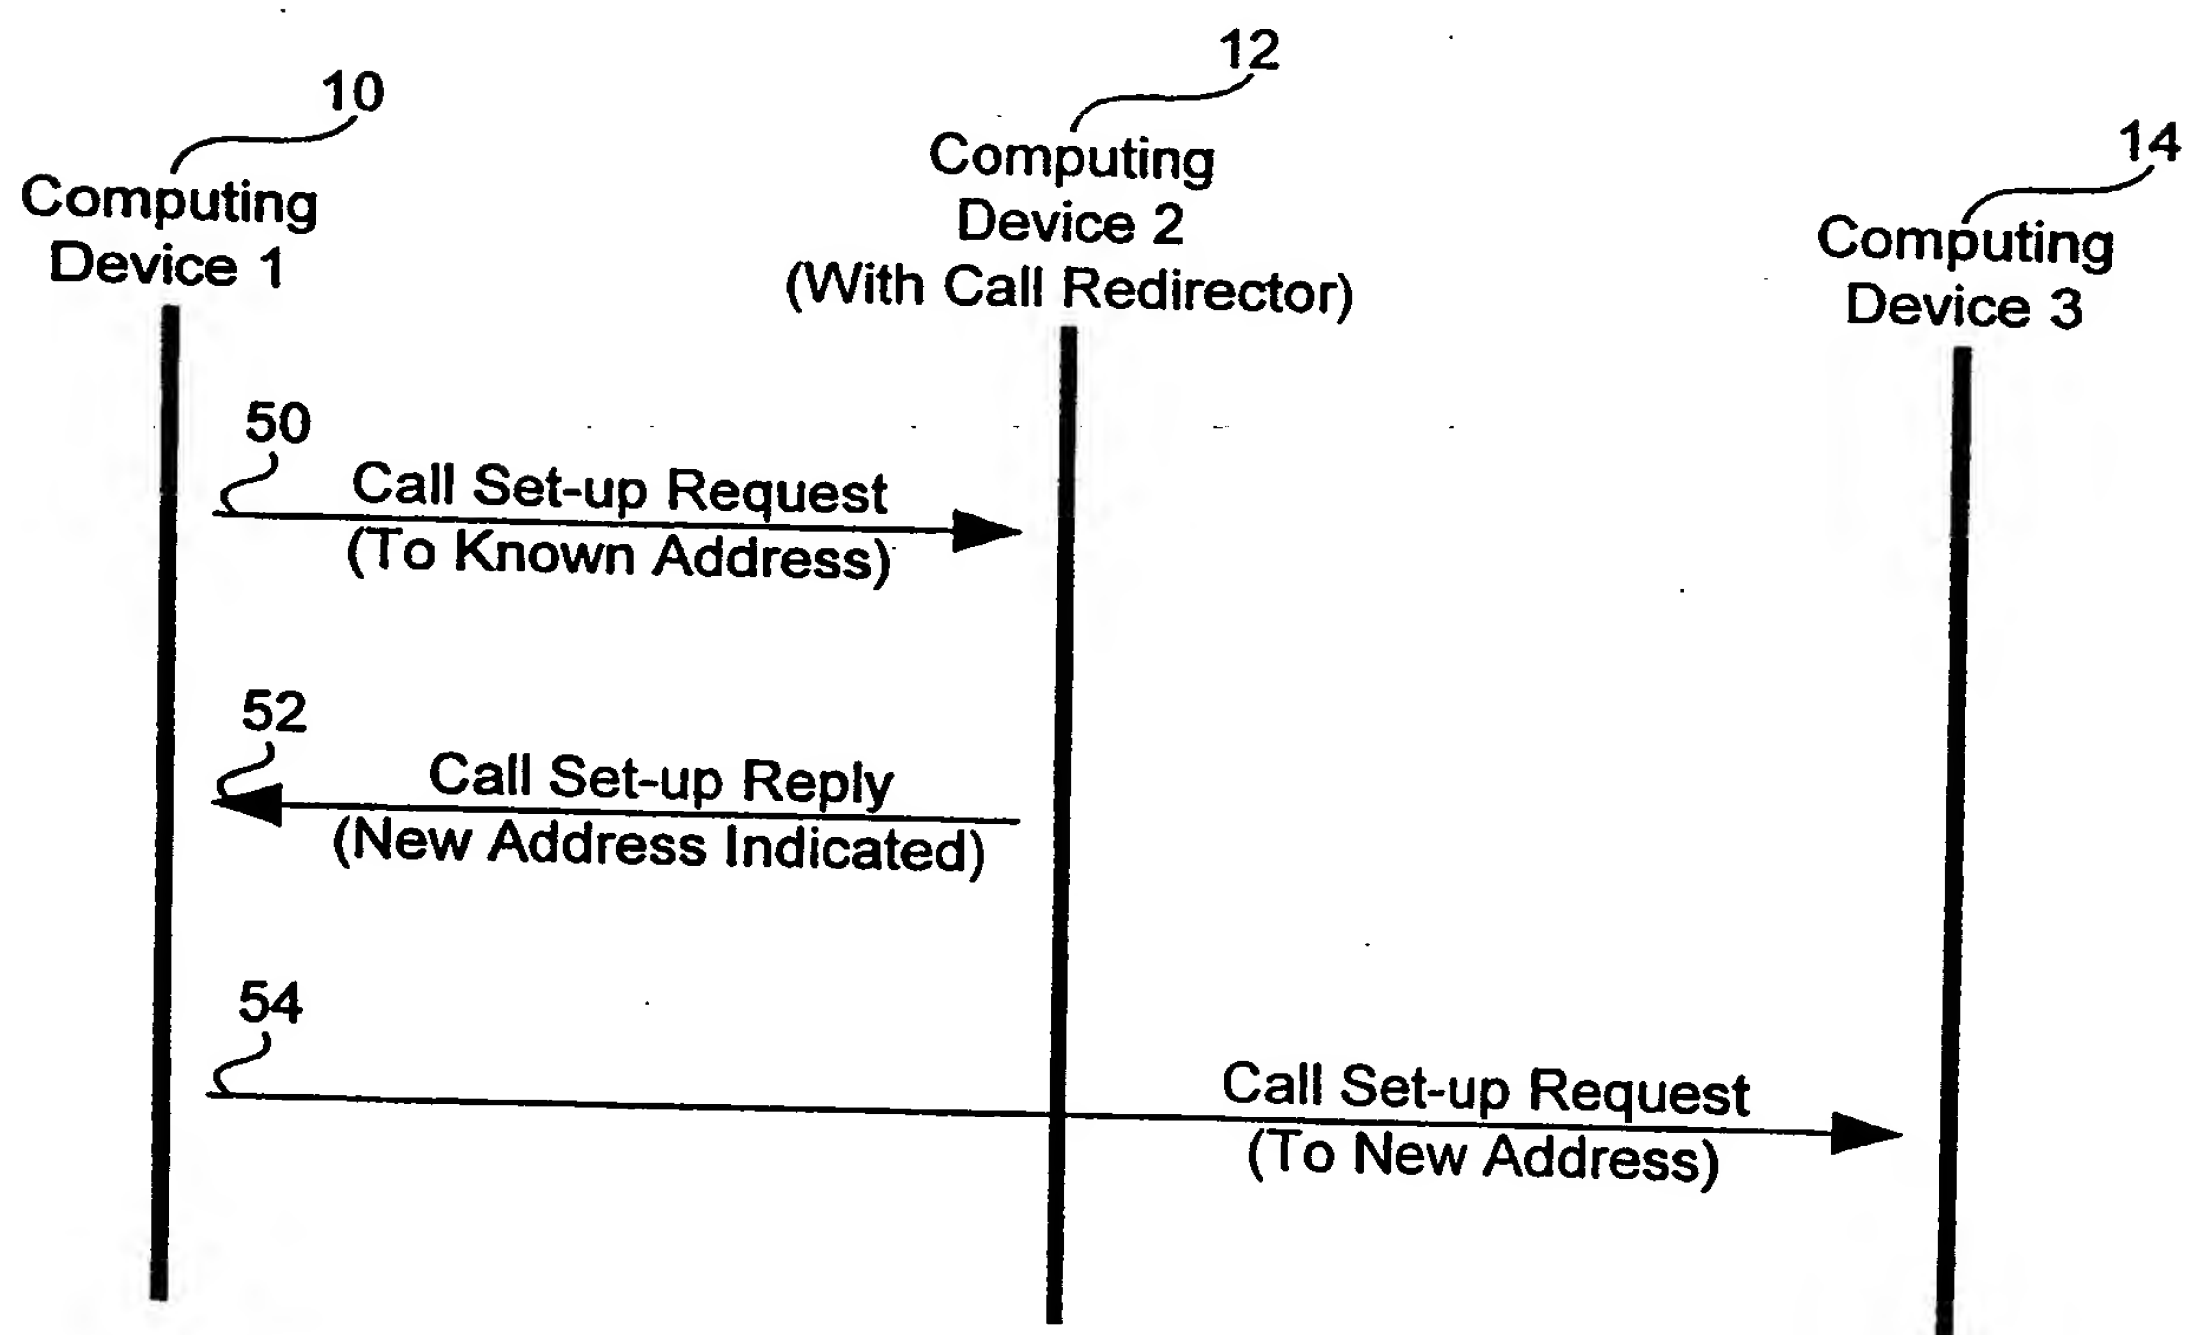 10
Computing
Device 1
12
Computing
Device 2
(With Call Redirector)
14
Computing
Device 3
50
Call Set-up Request
(To Known Address)
52
Call Set-up Reply
(New Address Indicated)
54
Call Set-up Request
(To New Address)